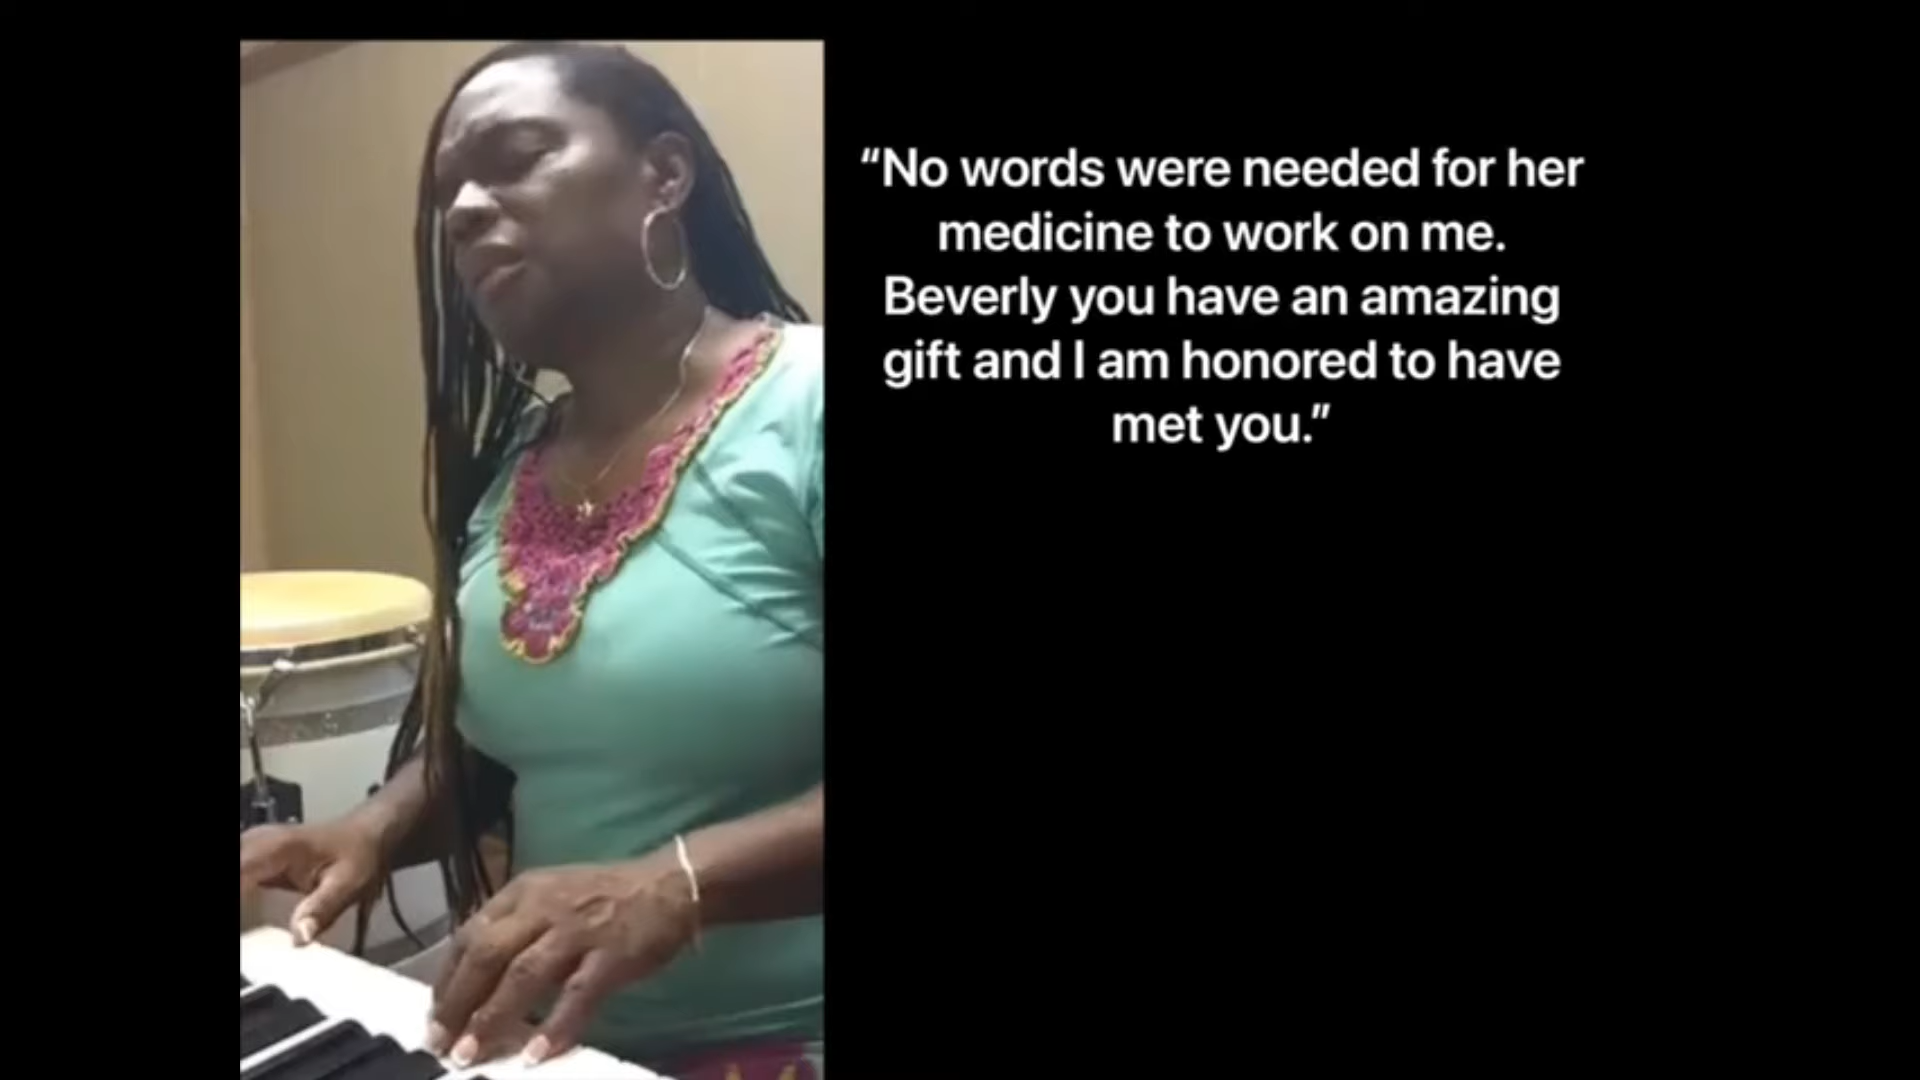 “No words were needed for her
medicine to work on me.
Beverly you have an amazing
gift and I am honored to have
met you.”